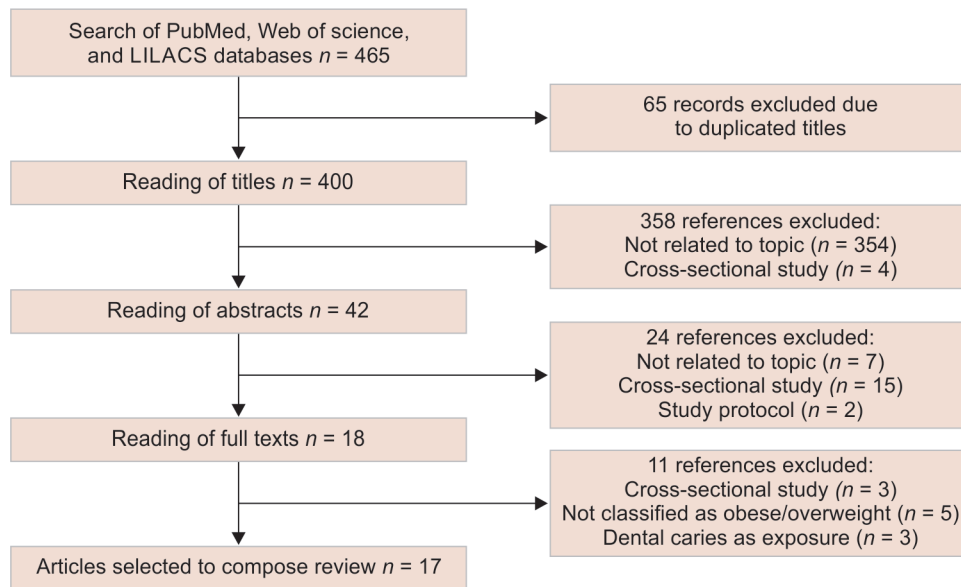 Search of PubMed, Web of science,
and LILACS databases n = 465
65 records excluded due
to duplicated titles
Reading of titles n = 400
358 references excluded:
Not related to topic (n = 354)
Cross-sectional study (n = 4)
Reading of abstracts n = 42
24 references excluded:
Not related to topic (n = 7)
Cross-sectional study (n = 15)
Study protocol (n = 2)
Reading of full texts n = 18
11 references excluded:
Cross-sectional study (n = 3)
Not classified as obese/overweight (n = 5)
Dental caries as exposure (n = 3)
Articles selected to compose review n = 17